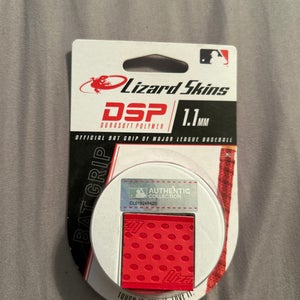 Lizard Skins
DSP
DURASOFT POLYMER
1.1MM
OFFICIAL BAT GRIP OF MAJOR LEAGUE BASEBALL
BAT GRIP
AUTHENTIC
COLLECTION